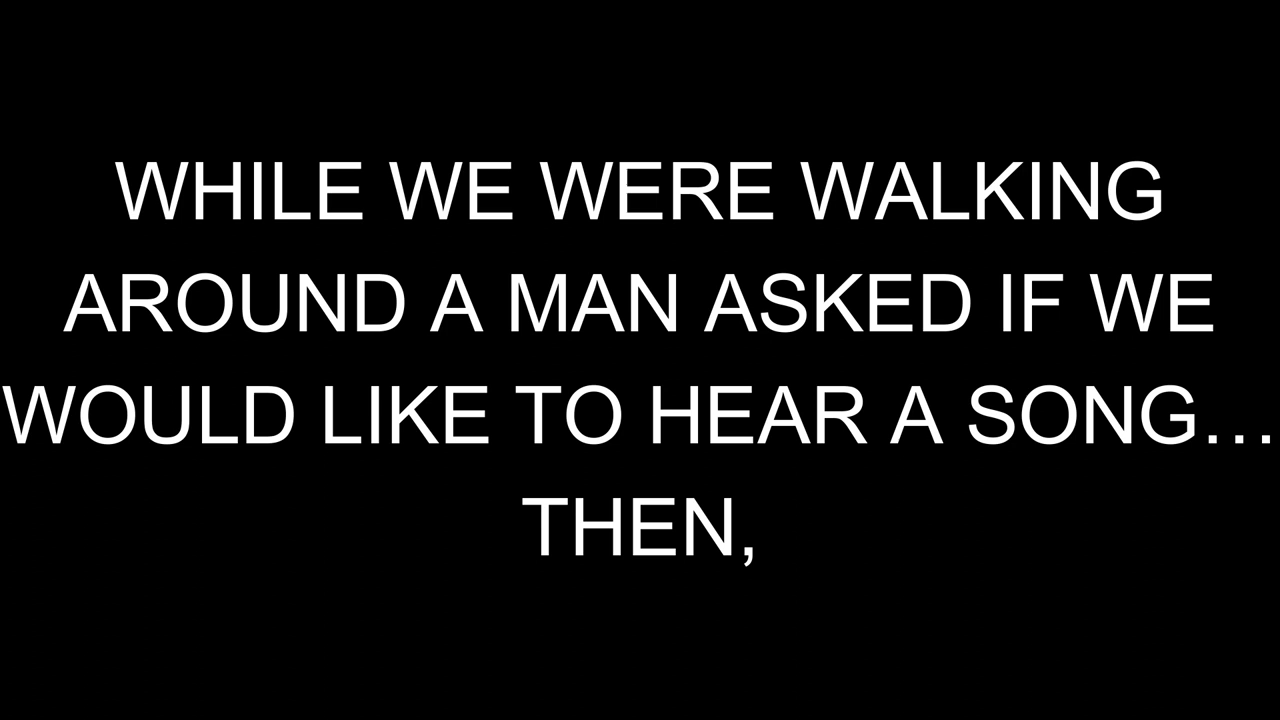 WHILE WE WERE WALKING
AROUND A MAN ASKED IF WE
WOULD LIKE TO HEAR A SONG…
THEN,